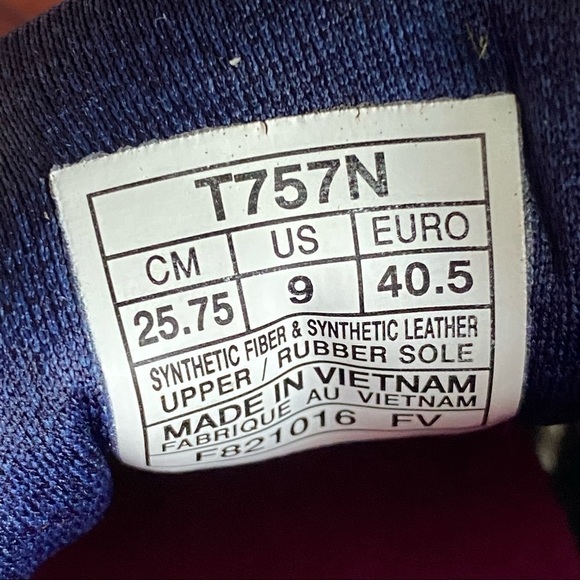 T757N
CM US EURO
25.75 9 40.5
SYNTHETIC FIBER & SYNTHETIC LEATHER
UPPER / RUBBER SOLE
MADE IN VIETNAM
FABRIQUE AU VIETNAM
F821016 FV